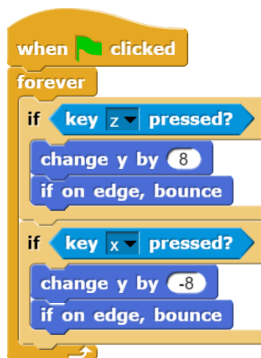 when clicked
forever
if key z pressed?
change y by 8
if on edge, bounce
if key x pressed?
change y by -8
if on edge, bounce